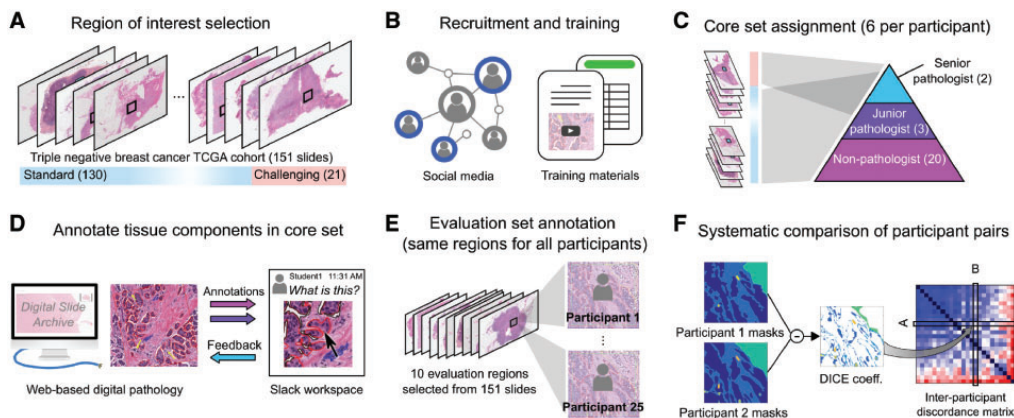 A
Region of interest selection
...
Triple negative breast cancer TCGA cohort (151 slides)
Standard (130)
Challenging (21)
B
Recruitment and training
Social media
Training materials
C
Core set assignment (6 per participant)
Senior
pathologist (2)
Junior
pathologist (3)
Non-pathologist (20)
D
Annotate tissue components in core set
Digital Slide
Archive
Annotations
Feedback
Student1 11:31 AM
What is this?
Web-based digital pathology
Slack workspace
E
Evaluation set annotation
(same regions for all participants)
Participant 1
Participant 25
10 evaluation regions
selected from 151 slides
F
Systematic comparison of participant pairs
Participant 1 masks
Participant 2 masks
DICE coeff.
A
B
Inter-participant
discordance matrix